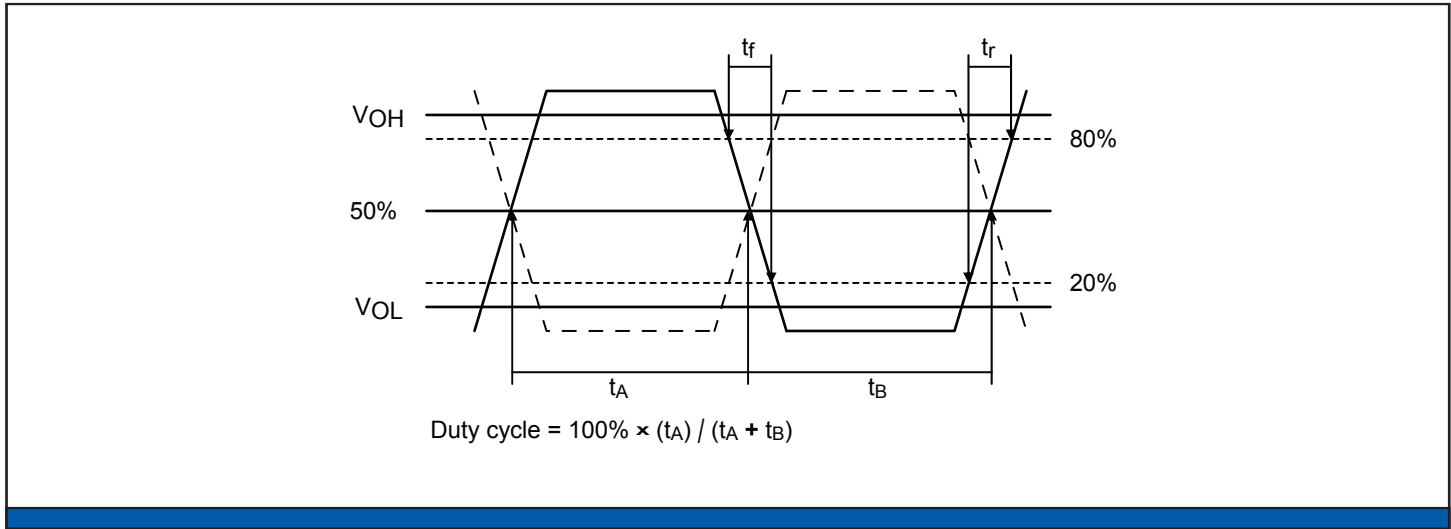 tf
tr
VOH
80%
50%
20%
VOL
tA
tB
Duty cycle = 100% × (tA) / (tA + tB)